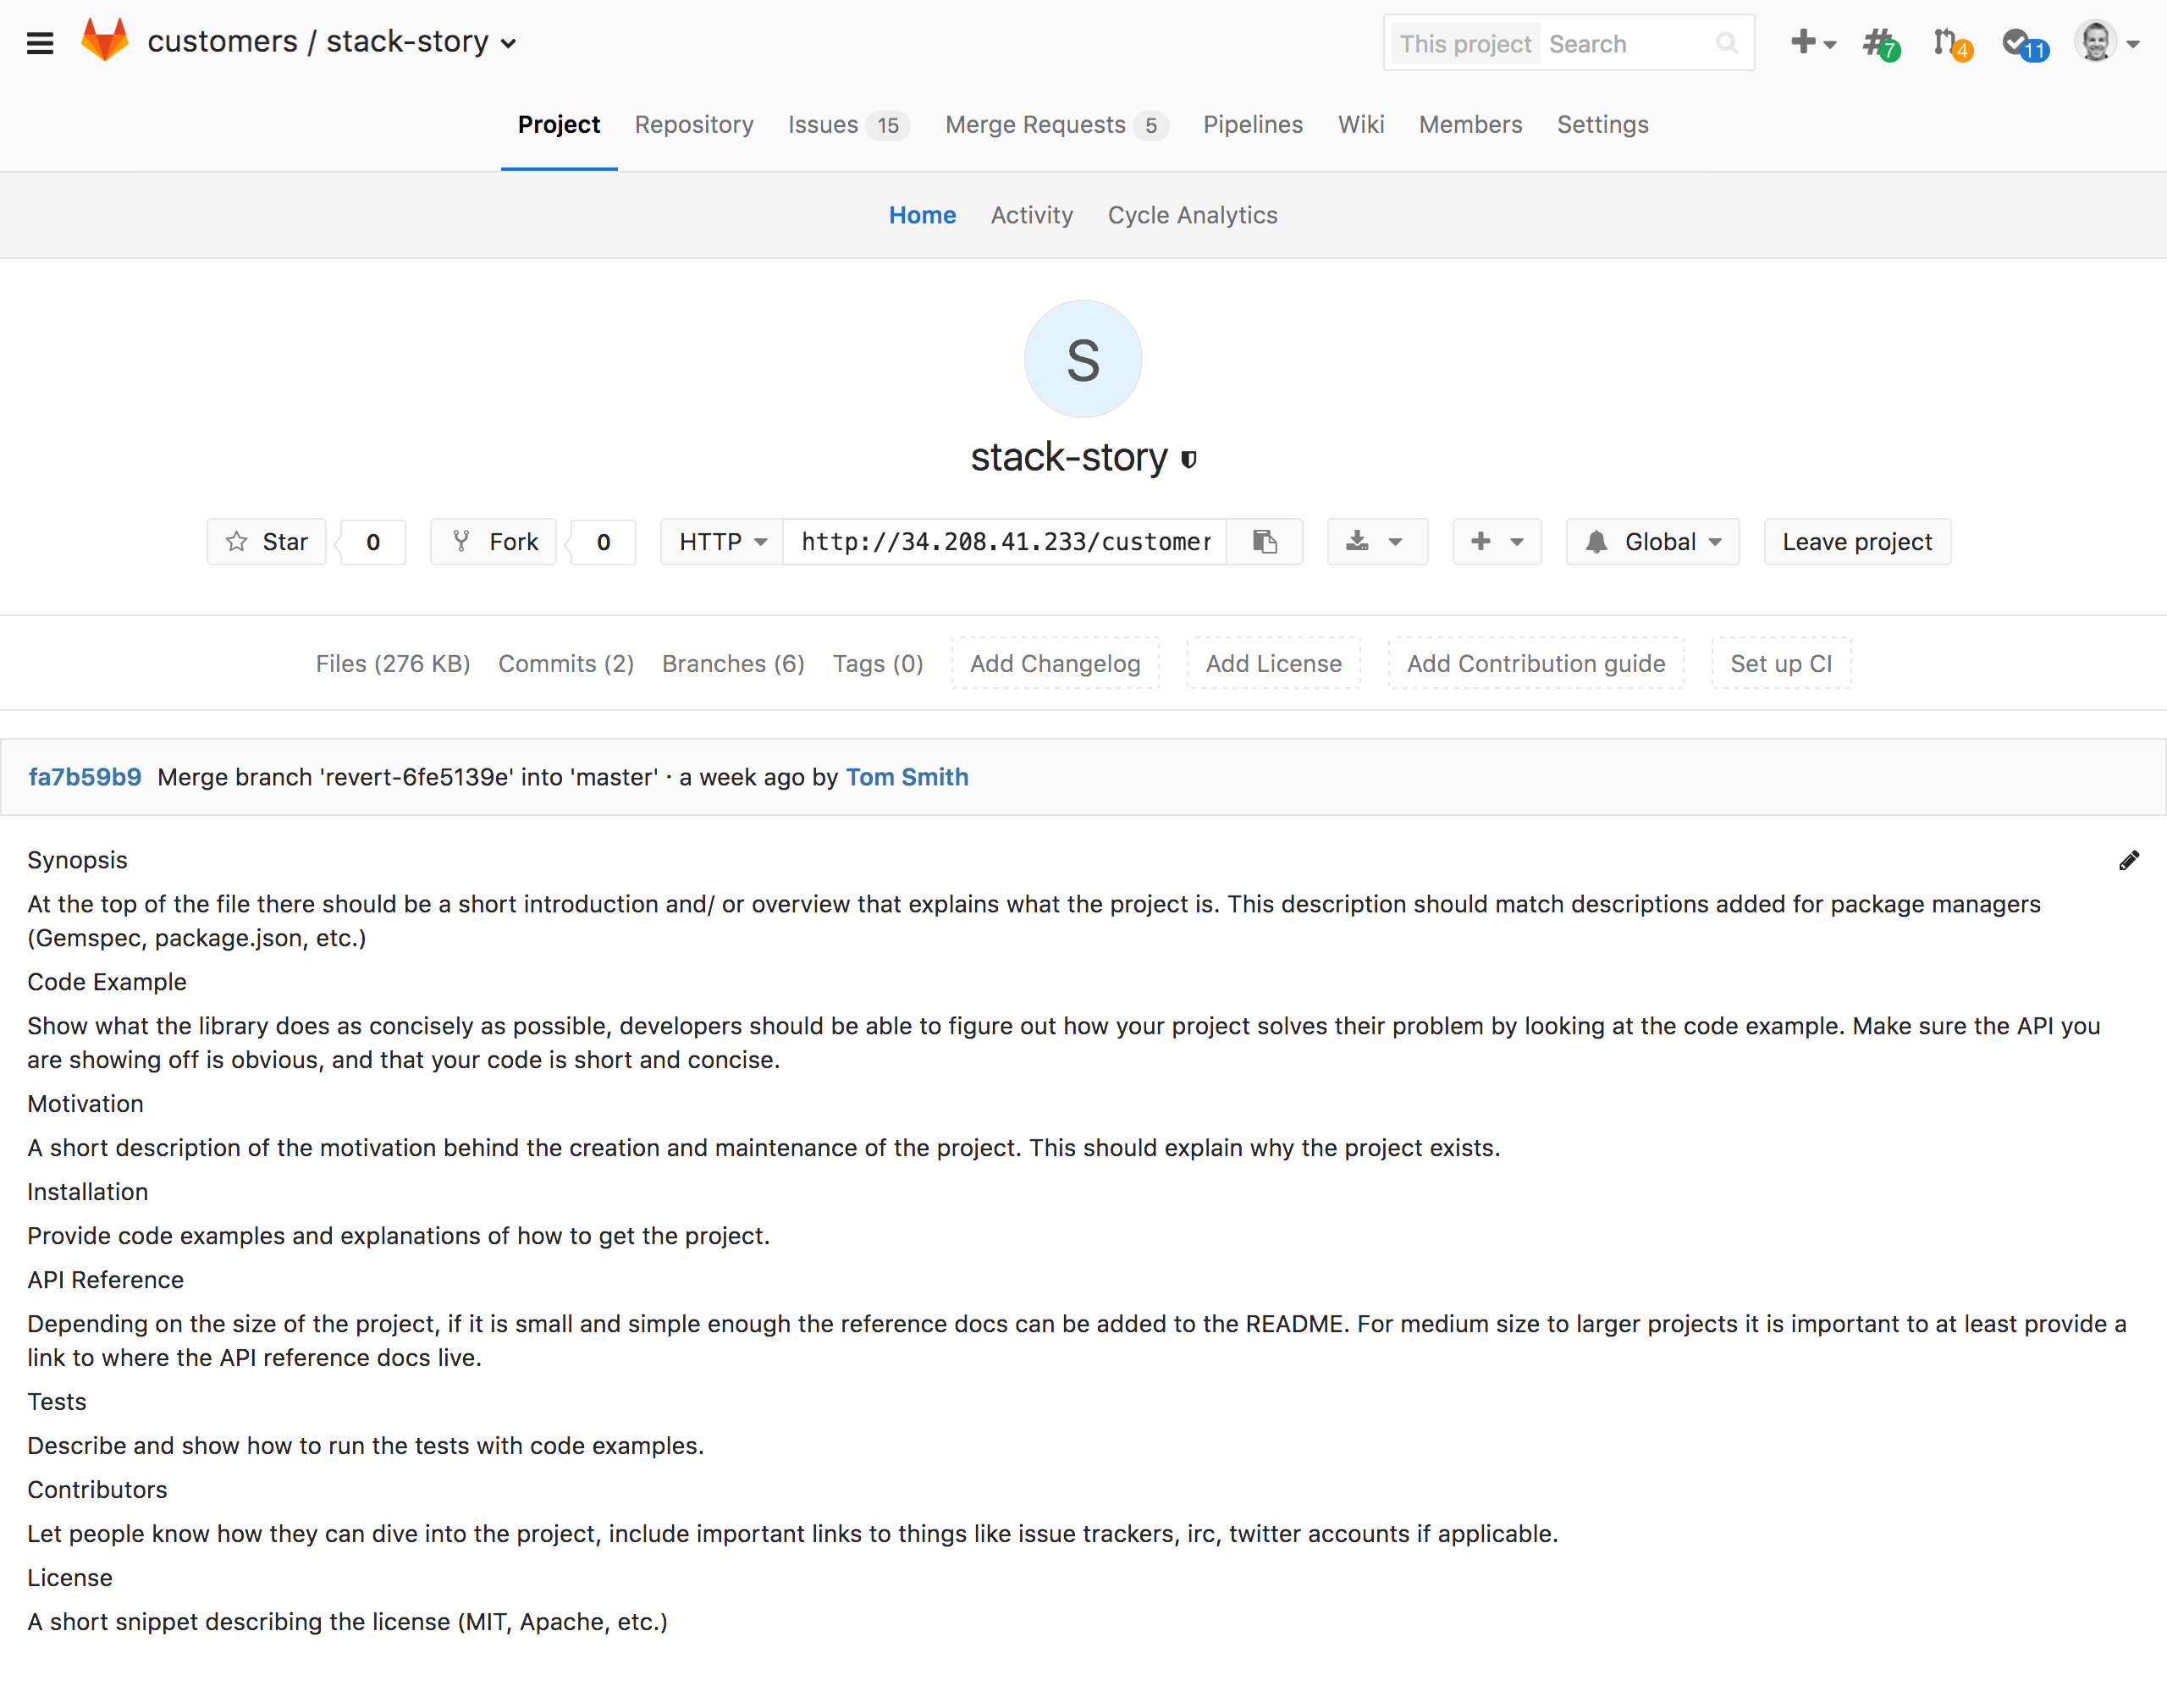 customers / stack-story
This project Search
7 4 11
Project Repository Issues 15 Merge Requests 5 Pipelines Wiki Members Settings
Home Activity Cycle Analytics
S
stack-story
Star 0 Fork 0 HTTP http://34.208.41.233/customer Global Leave project
Files (276 KB) Commits (2) Branches (6) Tags (0) Add Changelog Add License Add Contribution guide Set up CI
fa7b59b9 Merge branch 'revert-6fe5139e' into 'master' · a week ago by Tom Smith
Synopsis
At the top of the file there should be a short introduction and/ or overview that explains what the project is. This description should match descriptions added for package managers
(Gemspec, package.json, etc.)
Code Example
Show what the library does as concisely as possible, developers should be able to figure out how your project solves their problem by looking at the code example. Make sure the API you
are showing off is obvious, and that your code is short and concise.
Motivation
A short description of the motivation behind the creation and maintenance of the project. This should explain why the project exists.
Installation
Provide code examples and explanations of how to get the project.
API Reference
Depending on the size of the project, if it is small and simple enough the reference docs can be added to the README. For medium size to larger projects it is important to at least provide a
link to where the API reference docs live.
Tests
Describe and show how to run the tests with code examples.
Contributors
Let people know how they can dive into the project, include important links to things like issue trackers, irc, twitter accounts if applicable.
License
A short snippet describing the license (MIT, Apache, etc.)